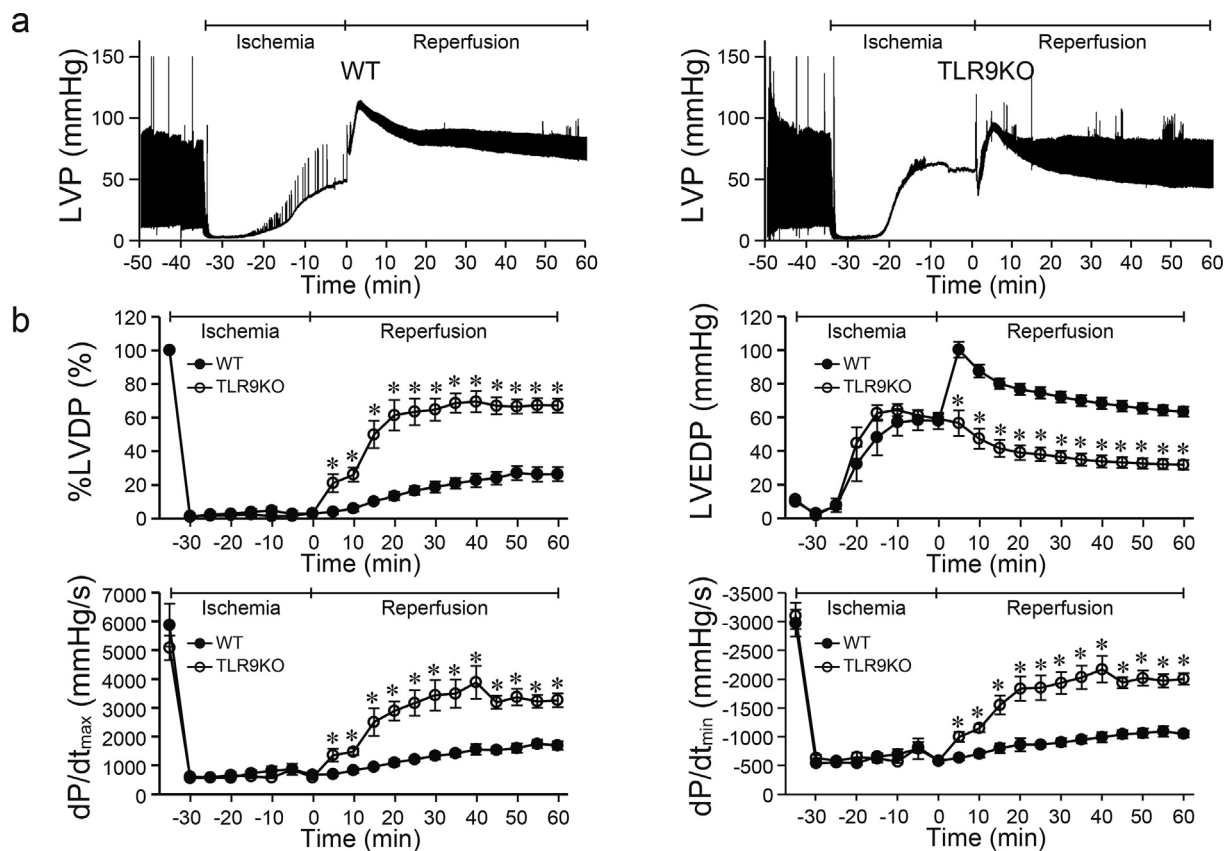 a
Ischemia Reperfusion
WT
LVP (mmHg)
150
100
50
0
-50 -40 -30 -20 -10 0 10 20 30 40 50 60
Time (min)
Ischemia Reperfusion
TLR9KO
LVP (mmHg)
150
100
50
0
-50 -40 -30 -20 -10 0 10 20 30 40 50 60
Time (min)
b
Ischemia Reperfusion
WT
TLR9KO
%LVDP (%)
120
100
80
60
40
20
0
* * * * * * * * * * * *
-30 -20 -10 0 10 20 30 40 50 60
Time (min)
Ischemia Reperfusion
WT
TLR9KO
LVEDP (mmHg)
120
100
80
60
40
20
0
* * * * * * * * * * * *
-30 -20 -10 0 10 20 30 40 50 60
Time (min)
Ischemia Reperfusion
WT
TLR9KO
dP/dtmax (mmHg/s)
7000
6000
5000
4000
3000
2000
1000
0
* * * * * * * * * * * *
-30 -20 -10 0 10 20 30 40 50 60
Time (min)
Ischemia Reperfusion
WT
TLR9KO
dP/dtmin (mmHg/s)
-3500
-3000
-2500
-2000
-1500
-1000
-500
0
* * * * * * * * * * * *
-30 -20 -10 0 10 20 30 40 50 60
Time (min)